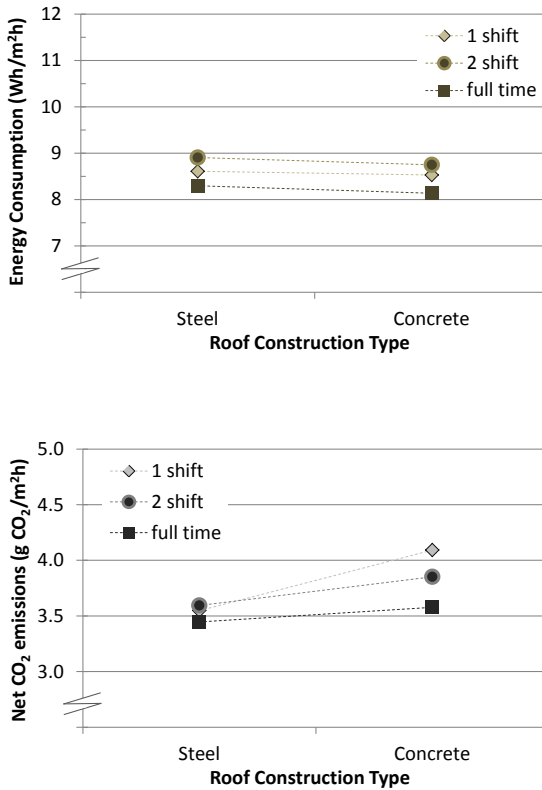 Energy Consumption (Wh/m²h)
12
11
10
9
8
7
1 shift
2 shift
full time
Steel
Concrete
Roof Construction Type
Net CO₂ emissions (g CO₂/m²h)
5.0
4.5
4.0
3.5
3.0
1 shift
2 shift
full time
Steel
Concrete
Roof Construction Type